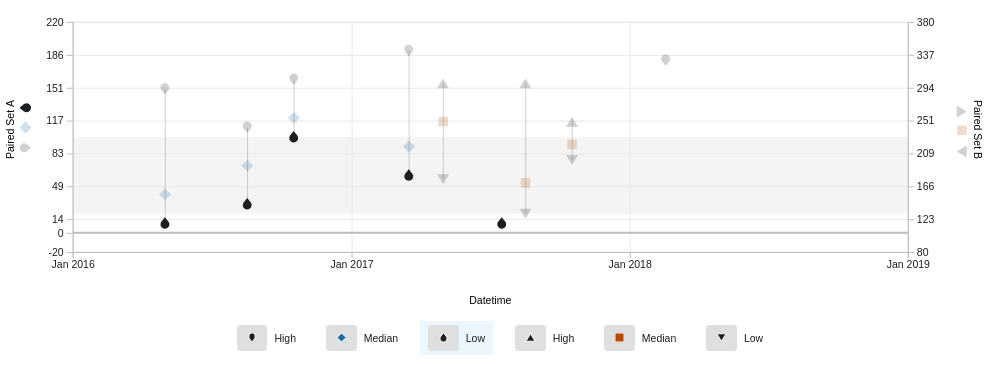 220 380
186 337
151 294
117 251
83 209
49 166
14 123
0
-20 80
Paired Set A
Paired Set B
Jan 2016 Jan 2017 Jan 2018 Jan 2019
Datetime
High Median Low High Median Low